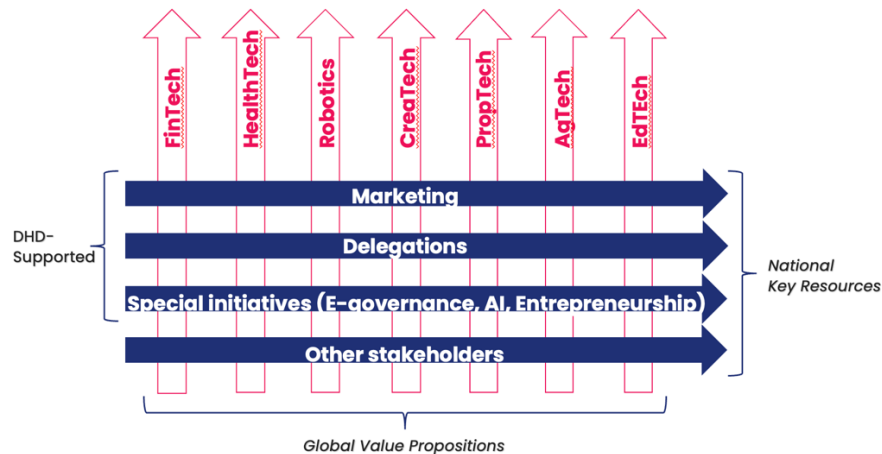 FinTech
HealthTech
Robotics
CreaTech
PropTech
AgTech
EdTEch
Marketing
DHD-
Supported
Delegations
National
Key Resources
Special initiatives (E-governance, AI, Entrepreneurship)
Other stakeholders
Global Value Propositions